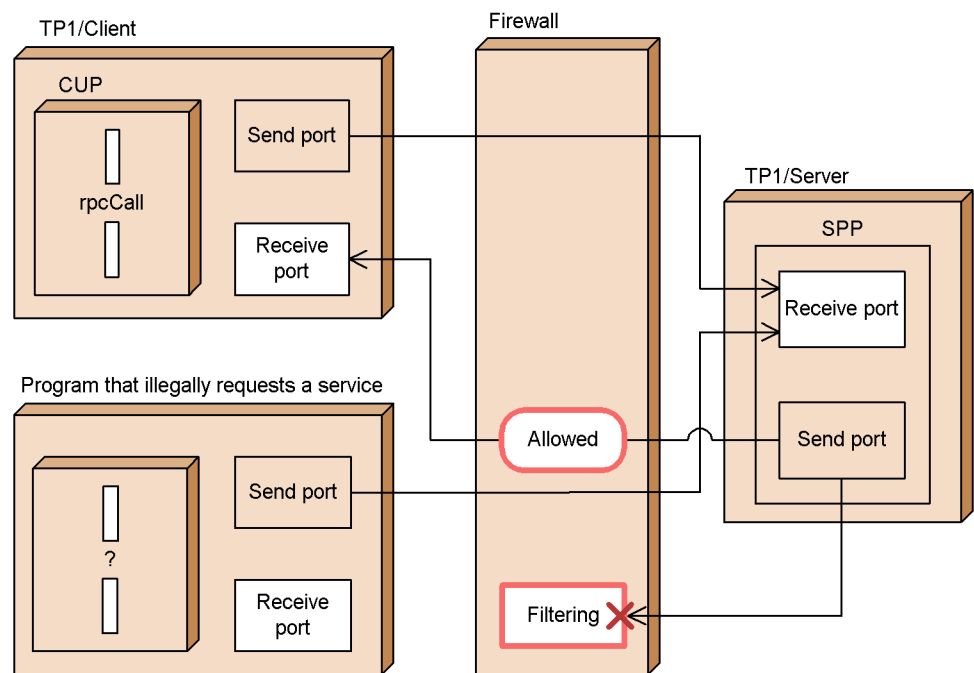 TP1/Client
Firewall
CUP
Send port
rpcCall
Receive
port
TP1/Server
SPP
Receive port
Send port
Allowed
Program that illegally requests a service
Send port
?
Receive
port
Filtering